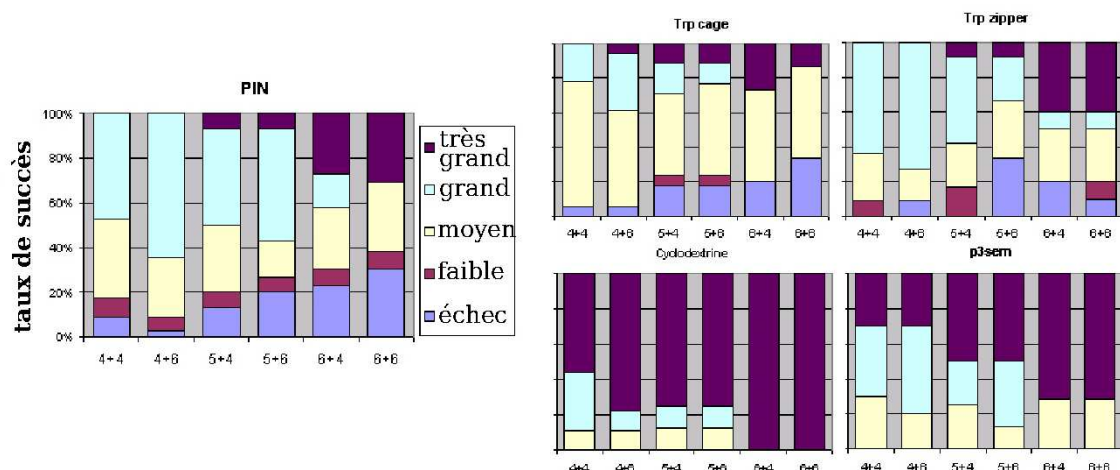 PIN
taux de succès
100%
80%
60%
40%
20%
0%
4+4 4+6 5+4 5+6 6+4 6+6
très
grand
grand
moyen
faible
échec
Trp cage
4+4 4+6 5+4 5+6 6+4 6+6
Trp zipper
4+4 4+6 5+4 5+6 6+4 6+6
Cyclodextrine
4+4 4+6 5+4 5+6 6+4 6+6
p3sem
4+4 4+6 5+4 5+6 6+4 6+6